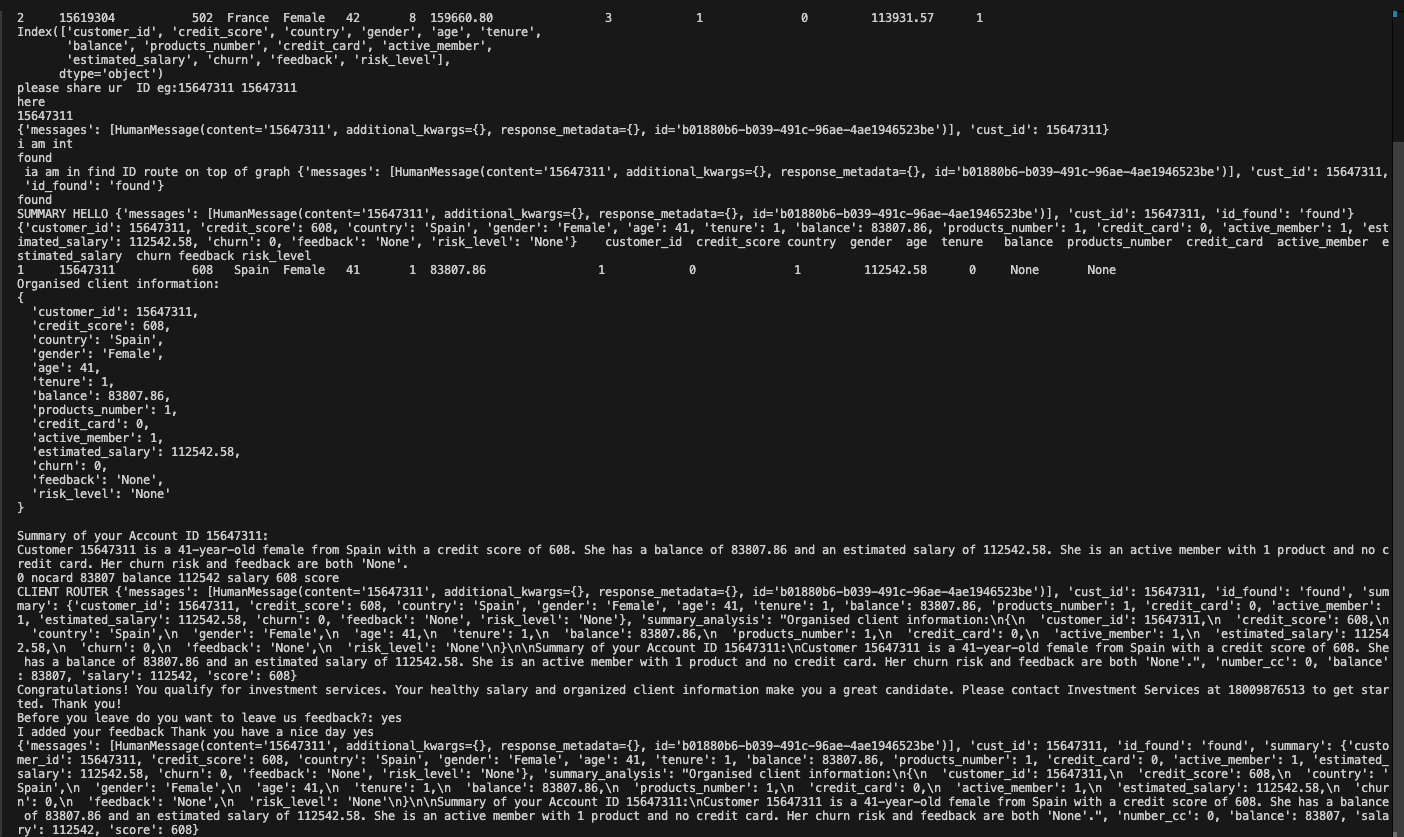 2     15619304           502  France  Female   42       8  159660.80                3            1              0         113931.57      1
Index(['customer_id', 'credit_score', 'country', 'gender', 'age', 'tenure',
       'balance', 'products_number', 'credit_card', 'active_member',
       'estimated_salary', 'churn', 'feedback', 'risk_level'],
      dtype='object')
please share ur  ID eg:15647311 15647311
here
15647311
{'messages': [HumanMessage(content='15647311', additional_kwargs={}, response_metadata={}, id='b01880b6-b039-491c-96ae-4ae1946523be')], 'cust_id': 15647311}
i am int
found
 ia am in find ID route on top of graph {'messages': [HumanMessage(content='15647311', additional_kwargs={}, response_metadata={}, id='b01880b6-b039-491c-96ae-4ae1946523be')], 'cust_id': 15647311,
 'id_found': 'found'}
found
SUMMARY HELLO {'messages': [HumanMessage(content='15647311', additional_kwargs={}, response_metadata={}, id='b01880b6-b039-491c-96ae-4ae1946523be')], 'cust_id': 15647311, 'id_found': 'found'}
{'customer_id': 15647311, 'credit_score': 608, 'country': 'Spain', 'gender': 'Female', 'age': 41, 'tenure': 1, 'balance': 83807.86, 'products_number': 1, 'credit_card': 0, 'active_member': 1, 'est
imated_salary': 112542.58, 'churn': 0, 'feedback': 'None', 'risk_level': 'None'}    customer_id  credit_score country  gender  age  tenure   balance  products_number  credit_card  active_member  e
stimated_salary  churn feedback risk_level
1     15647311           608   Spain  Female   41       1  83807.86                1            0              1         112542.58      0     None       None
Organised client information:
{
  'customer_id': 15647311,
  'credit_score': 608,
  'country': 'Spain',
  'gender': 'Female',
  'age': 41,
  'tenure': 1,
  'balance': 83807.86,
  'products_number': 1,
  'credit_card': 0,
  'active_member': 1,
  'estimated_salary': 112542.58,
  'churn': 0,
  'feedback': 'None',
  'risk_level': 'None'
}
Summary of your Account ID 15647311:
Customer 15647311 is a 41-year-old female from Spain with a credit score of 608. She has a balance of 83807.86 and an estimated salary of 112542.58. She is an active member with 1 product and no c
redit card. Her churn risk and feedback are both 'None'.
0 nocard 83807 balance 112542 salary 608 score
CLIENT ROUTER {'messages': [HumanMessage(content='15647311', additional_kwargs={}, response_metadata={}, id='b01880b6-b039-491c-96ae-4ae1946523be')], 'cust_id': 15647311, 'id_found': 'found', 'sum
mary': {'customer_id': 15647311, 'credit_score': 608, 'country': 'Spain', 'gender': 'Female', 'age': 41, 'tenure': 1, 'balance': 83807.86, 'products_number': 1, 'credit_card': 0, 'active_member':
1, 'estimated_salary': 112542.58, 'churn': 0, 'feedback': 'None', 'risk_level': 'None'}, 'summary_analysis': "Organised client information:\n{\n  'customer_id': 15647311,\n  'credit_score': 608,\n
  'country': 'Spain',\n  'gender': 'Female',\n  'age': 41,\n  'tenure': 1,\n  'balance': 83807.86,\n  'products_number': 1,\n  'credit_card': 0,\n  'active_member': 1,\n  'estimated_salary': 11254
2.58,\n  'churn': 0,\n  'feedback': 'None',\n  'risk_level': 'None'\n}\n\nSummary of your Account ID 15647311:\nCustomer 15647311 is a 41-year-old female from Spain with a credit score of 608. She
 has a balance of 83807.86 and an estimated salary of 112542.58. She is an active member with 1 product and no credit card. Her churn risk and feedback are both 'None'.", 'number_cc': 0, 'balance'
: 83807, 'salary': 112542, 'score': 608}
Congratulations! You qualify for investment services. Your healthy salary and organized client information make you a great candidate. Please contact Investment Services at 18009876513 to get star
ted. Thank you!
Before you leave do you want to leave us feedback?: yes
I added your feedback Thank you have a nice day yes
{'messages': [HumanMessage(content='15647311', additional_kwargs={}, response_metadata={}, id='b01880b6-b039-491c-96ae-4ae1946523be')], 'cust_id': 15647311, 'id_found': 'found', 'summary': {'custo
mer_id': 15647311, 'credit_score': 608, 'country': 'Spain', 'gender': 'Female', 'age': 41, 'tenure': 1, 'balance': 83807.86, 'products_number': 1, 'credit_card': 0, 'active_member': 1, 'estimated_
salary': 112542.58, 'churn': 0, 'feedback': 'None', 'risk_level': 'None'}, 'summary_analysis': "Organised client information:\n{\n  'customer_id': 15647311,\n  'credit_score': 608,\n  'country': '
Spain',\n  'gender': 'Female',\n  'age': 41,\n  'tenure': 1,\n  'balance': 83807.86,\n  'products_number': 1,\n  'credit_card': 0,\n  'active_member': 1,\n  'estimated_salary': 112542.58,\n  'chur
n': 0,\n  'feedback': 'None',\n  'risk_level': 'None'\n}\n\nSummary of your Account ID 15647311:\nCustomer 15647311 is a 41-year-old female from Spain with a credit score of 608. She has a balance
 of 83807.86 and an estimated salary of 112542.58. She is an active member with 1 product and no credit card. Her churn risk and feedback are both 'None'.", 'number_cc': 0, 'balance': 83807, 'sala
ry': 112542, 'score': 608}